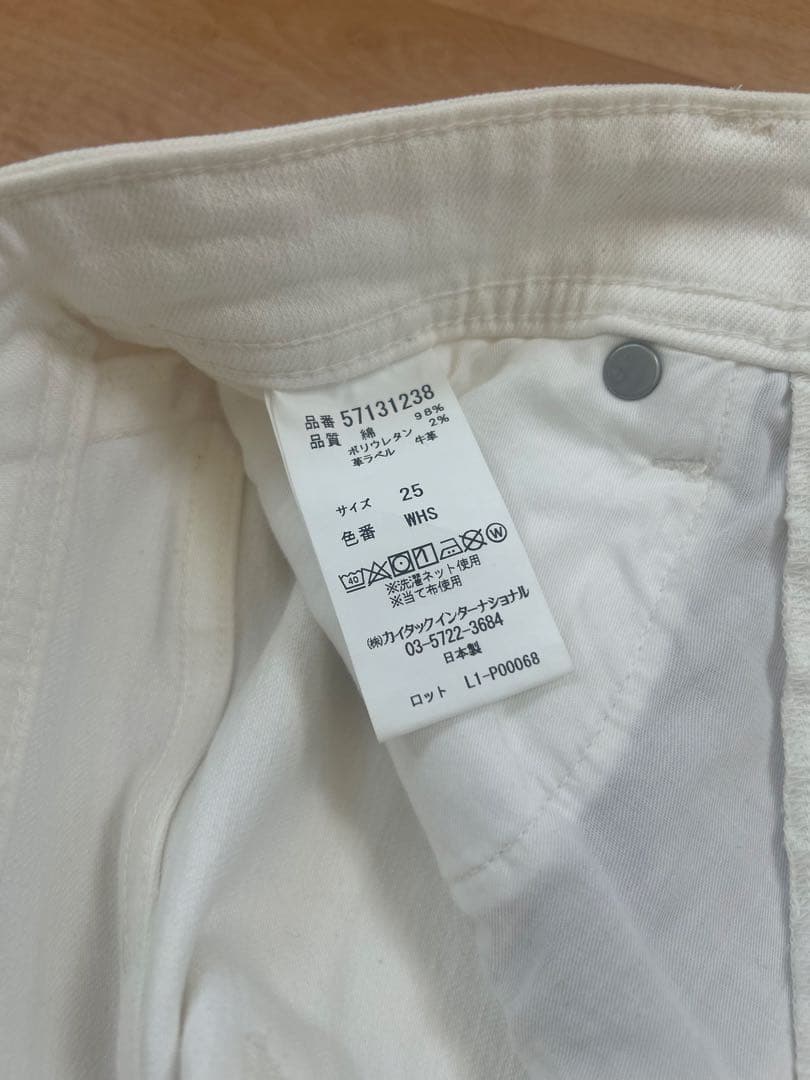 品番 57131238
品質 綿 98%
ポリウレタン 2%
革ラベル 牛革
サイズ 25
色番 WHS
40 W
※洗濯ネット使用
※当て布使用
㈱カイタックインターナショナル
03-5722-3684
日本製
ロット L1-P00068